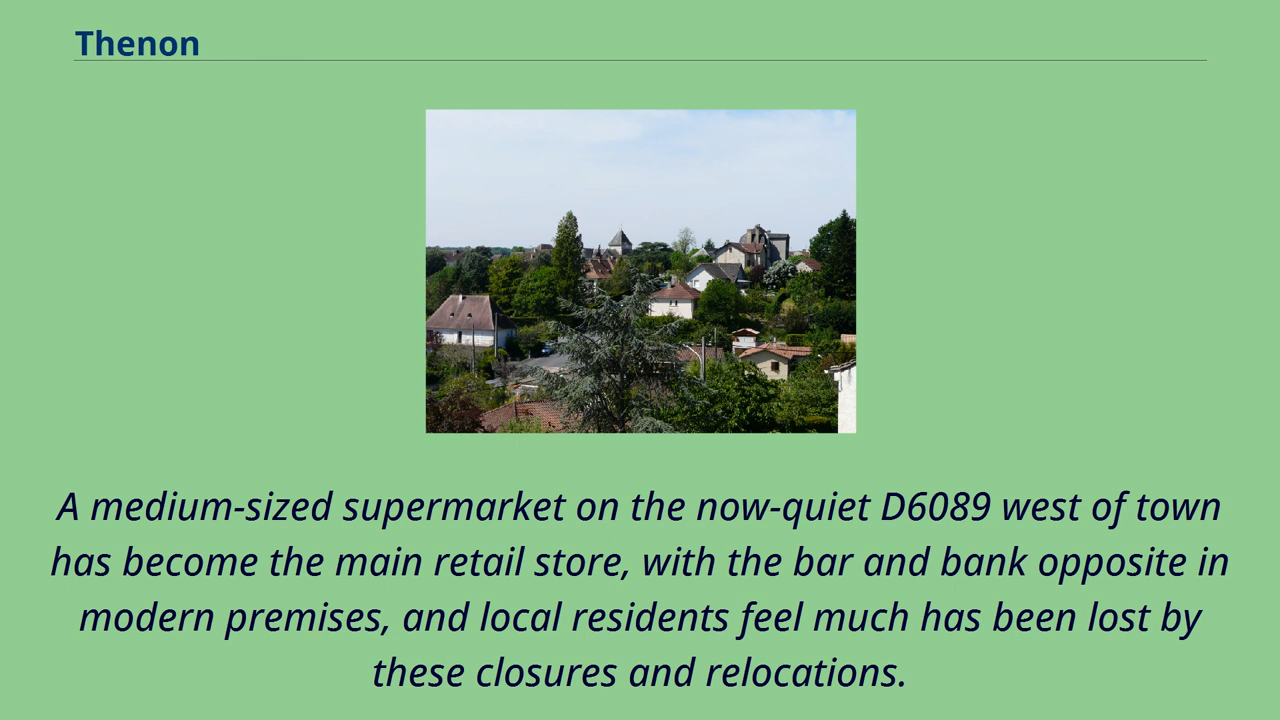 Thenon
A medium-sized supermarket on the now-quiet D6089 west of town
has become the main retail store, with the bar and bank opposite in
modern premises, and local residents feel much has been lost by
these closures and relocations.